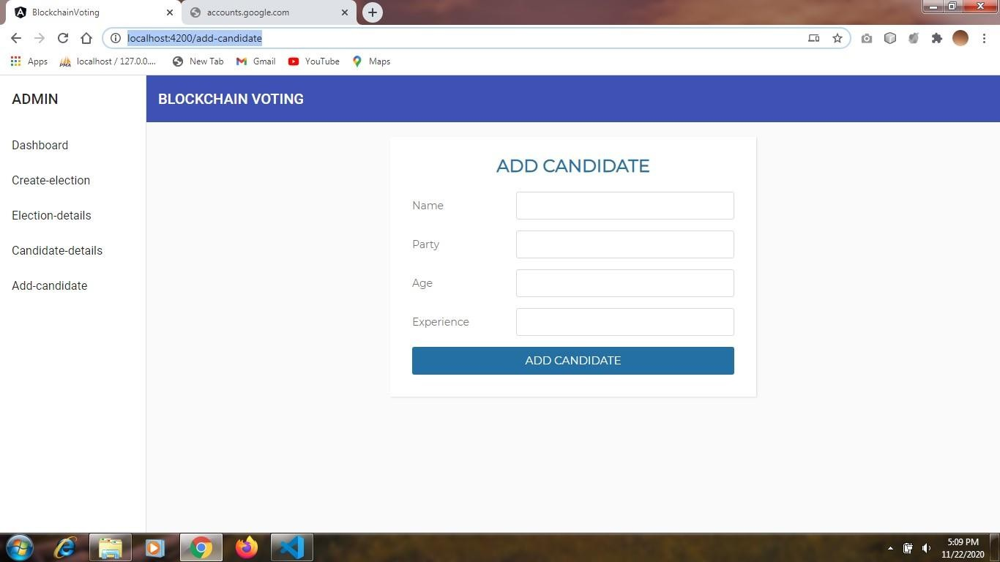 BlockchainVoting
accounts.google.com
localhost:4200/add-candidate
Apps
localhost / 127.0.0....
New Tab
Gmail
YouTube
Maps
ADMIN
BLOCKCHAIN VOTING
Dashboard
Create-election
Election-details
Candidate-details
Add-candidate
ADD CANDIDATE
Name
Party
Age
Experience
ADD CANDIDATE
5:09 PM
11/22/2020